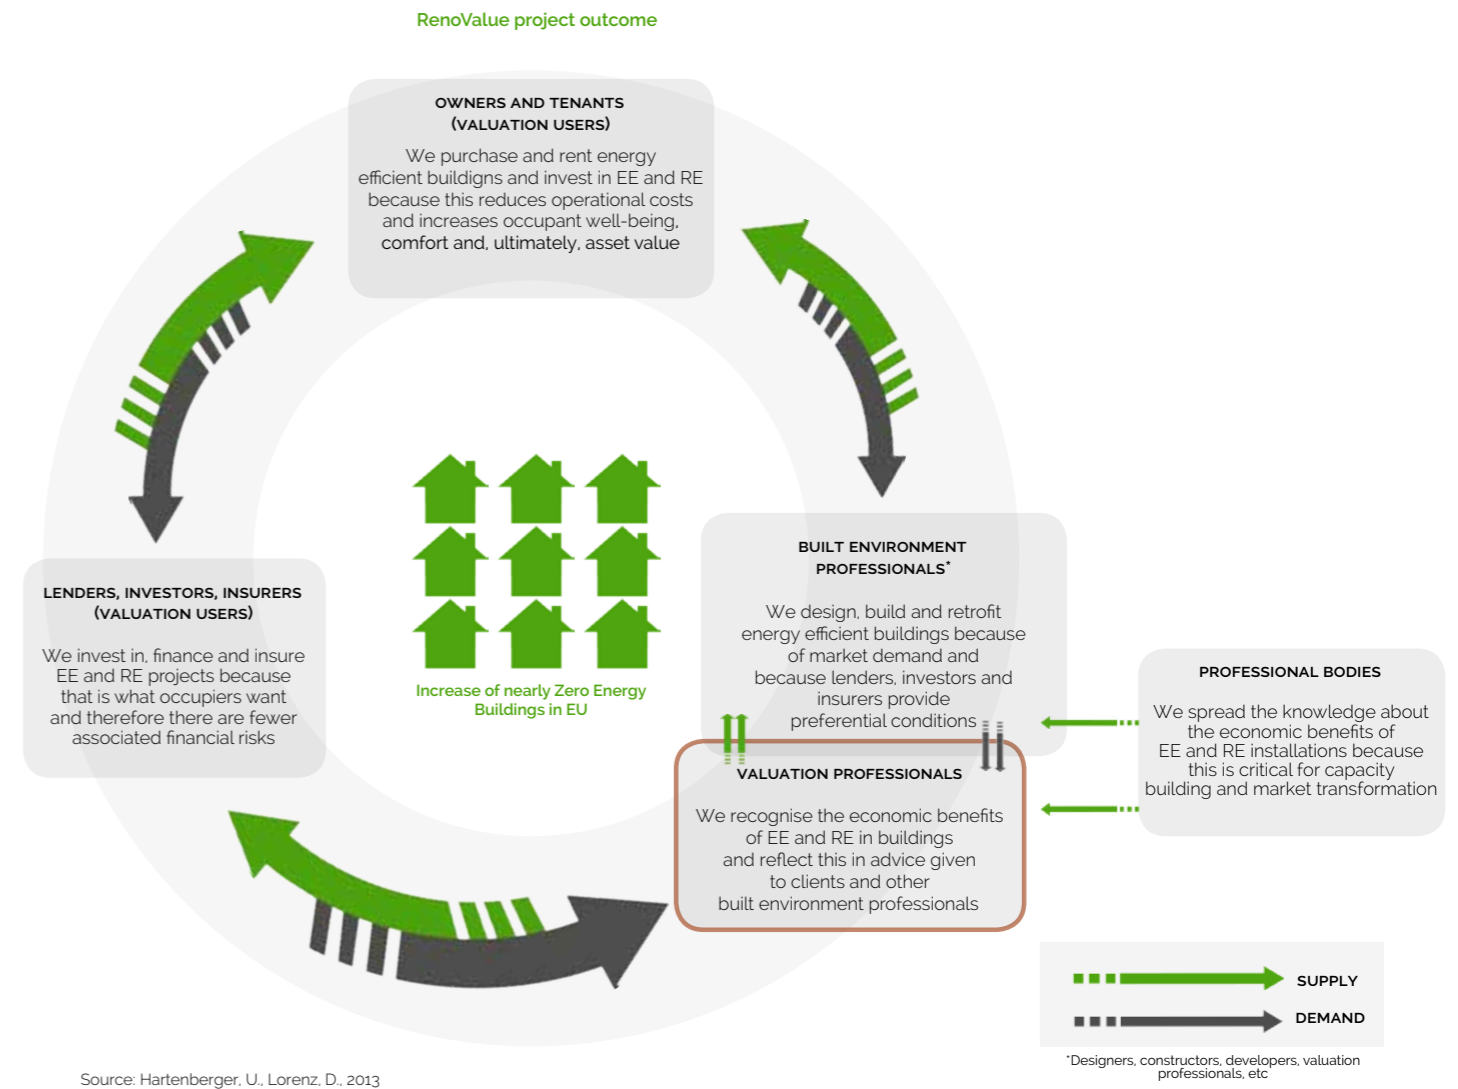 RenoValue project outcome
OWNERS AND TENANTS
(VALUATION USERS)
We purchase and rent energy
efficient buildigns and invest in EE and RE
because this reduces operational costs
and increases occupant well-being,
comfort and, ultimately, asset value
LENDERS, INVESTORS, INSURERS
(VALUATION USERS)
We invest in, finance and insure
EE and RE projects because
that is what occupiers want
and therefore there are fewer
associated financial risks
Increase of nearly Zero Energy
Buildings in EU
BUILT ENVIRONMENT
PROFESSIONALS*
We design, build and retrofit
energy efficient buildings because
of market demand and
because lenders, investors and
insurers provide
preferential conditions
VALUATION PROFESSIONALS
We recognise the economic benefits
of EE and RE in buildings
and reflect this in advice given
to clients and other
built environment professionals
PROFESSIONAL BODIES
We spread the knowledge about
the economic benefits of
EE and RE installations because
this is critical for capacity
building and market transformation
SUPPLY
DEMAND
*Designers, constructors, developers, valuation
professionals, etc
Source: Hartenberger, U., Lorenz, D., 2013